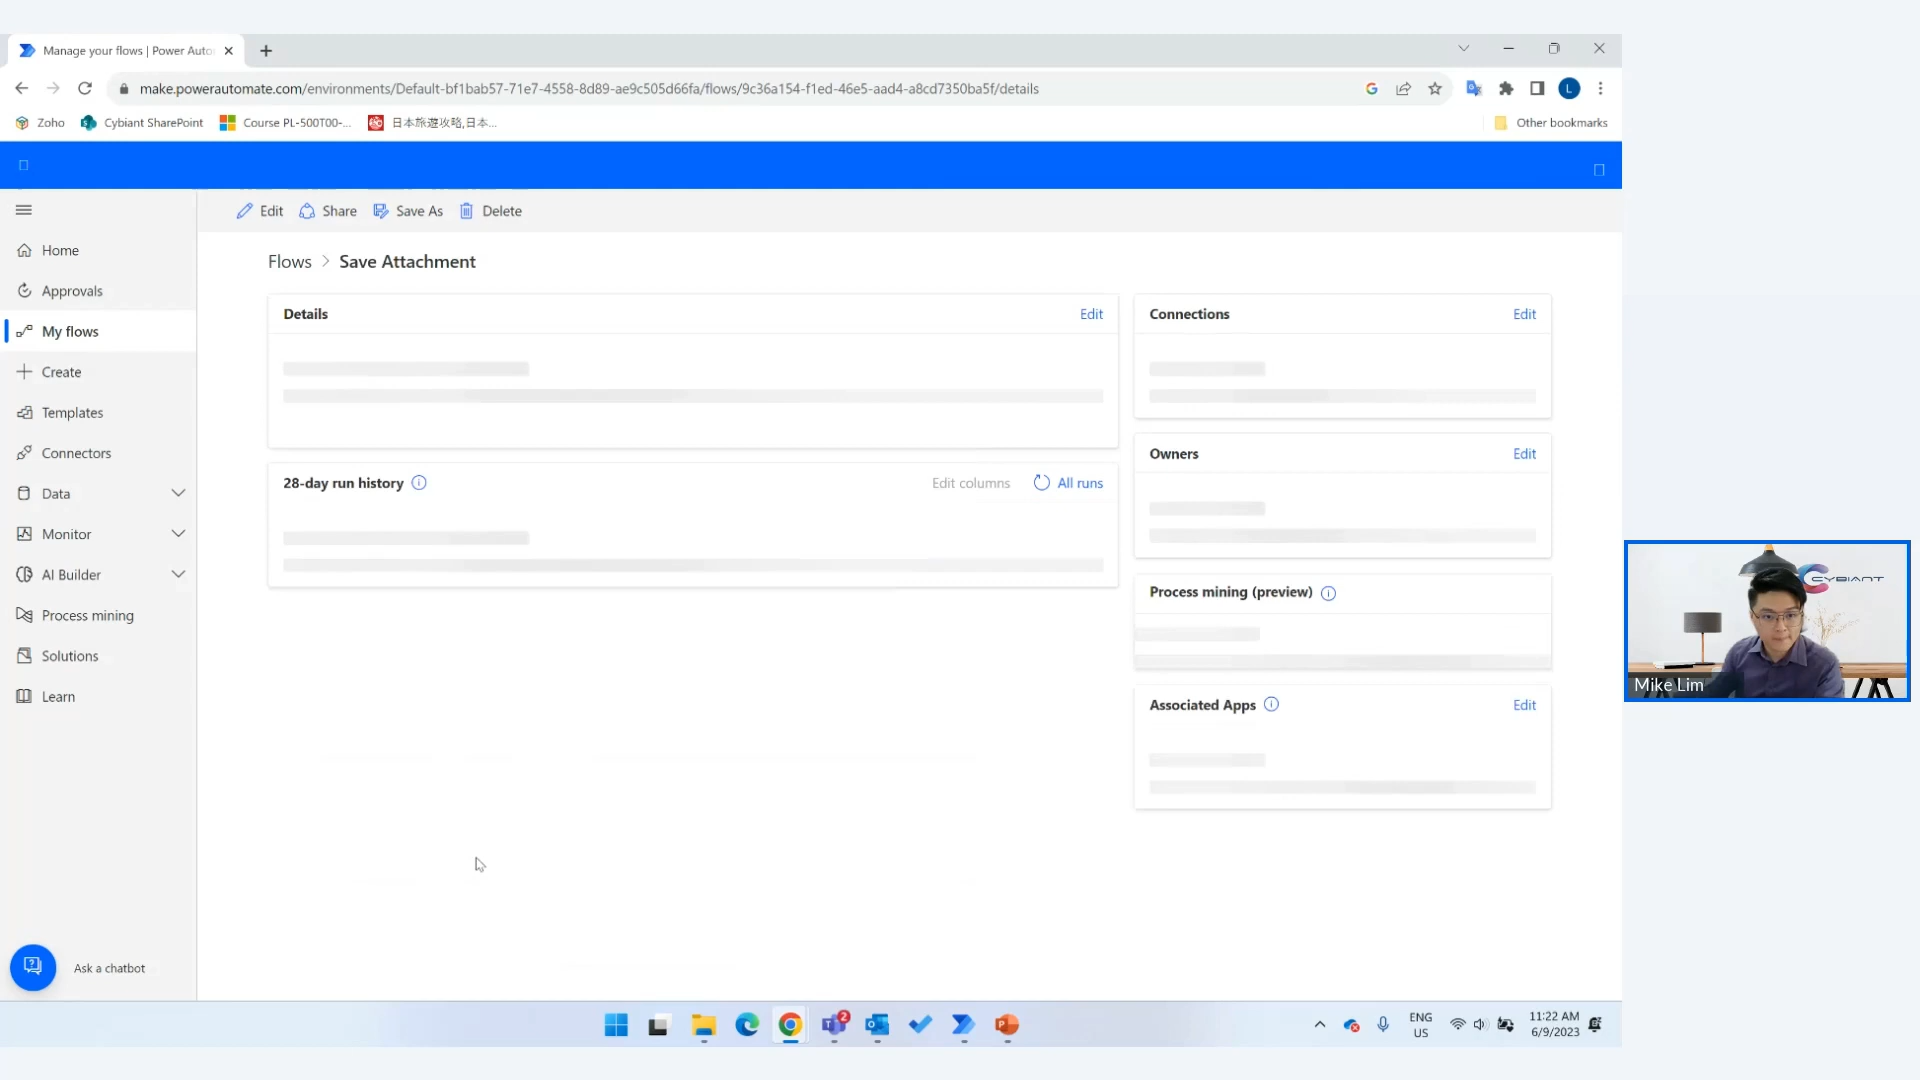 Manage your flows | Power Auto
make.powerautomate.com/environments/Default-bf1bab57-71e7-4558-8d89-ae9c505d66fa/flows/9c36a154-f1ed-46e5-aad4-a8cd7350ba5f/details
L
Zoho
Cybiant SharePoint
Course PL-500T00-...
日本旅遊攻略,日本...
Other bookmarks
Edit
Share
Save As
Delete
Home
Approvals
My flows
Create
Templates
Connectors
Data
Monitor
AI Builder
Process mining
Solutions
Learn
Ask a chatbot
Flows > Save Attachment
Details
Edit
28-day run history
Edit columns
All runs
Connections
Edit
Owners
Edit
Process mining (preview)
Associated Apps
Edit
CYBIANT
Mike Lim
2
ENG
US
11:22 AM
6/9/2023